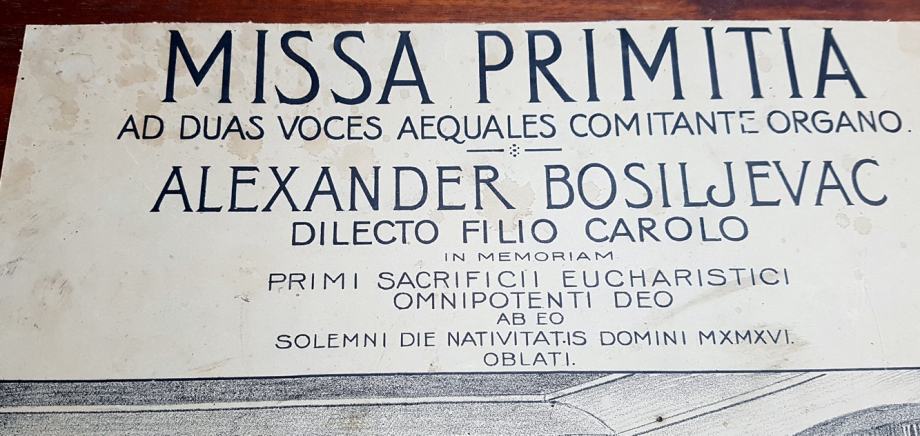 MISSA PRIMITIA
AD DUAS VOCES AEQUALES COMITANTE ORGANO.
ALEXANDER BOSILJEVAC
DILECTO FILIO CAROLO
IN MEMORIAM
PRIMI SACRIFICII EUCHARISTICI
OMNIPOTENTI DEO
AB EO
SOLEMNI DIE NATIVITATIS DOMINI MXMXVI.
OBLATI.